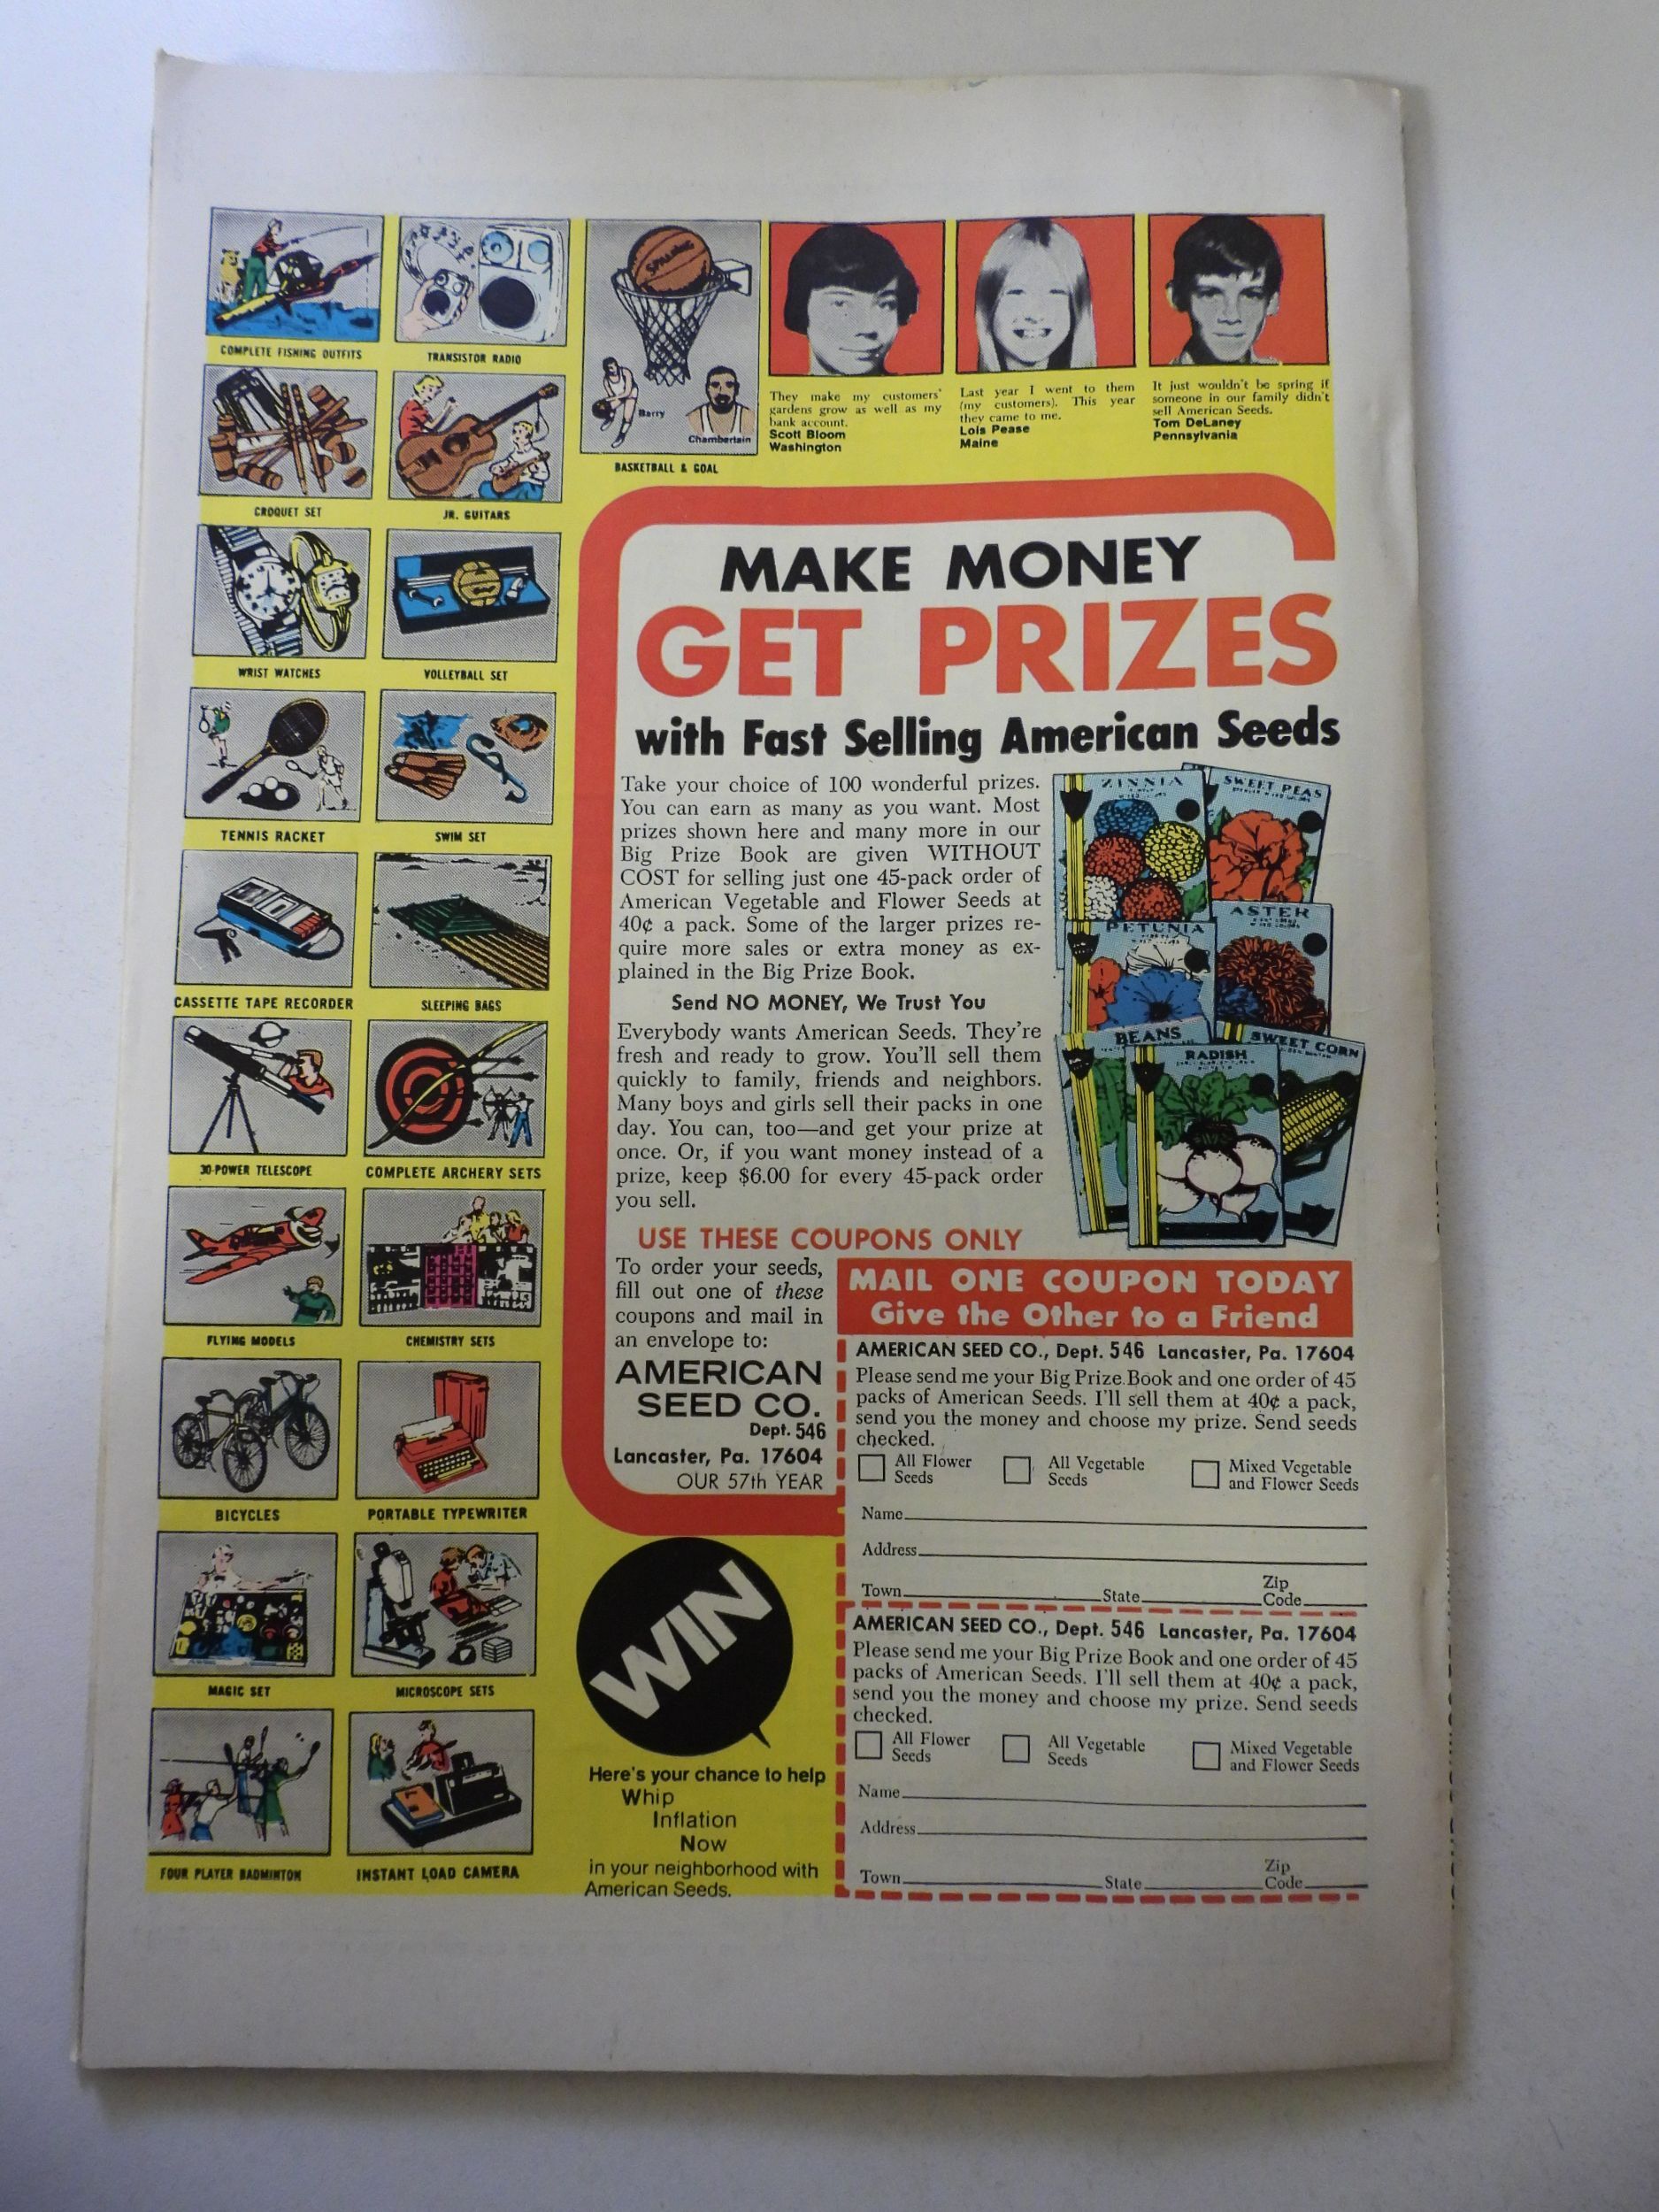 COMPLETE FISHING OUTFITS
TRANSISTOR RADIO
SPALDING
Barry
Chamberlain
BASKETBALL & GOAL
CROQUET SET
JR. GUITARS
WRIST WATCHES
VOLLEYBALL SET
TENNIS RACKET
SWIM SET
CASSETTE TAPE RECORDER
SLEEPING BAGS
30-POWER TELESCOPE
COMPLETE ARCHERY SETS
FLYING MODELS
CHEMISTRY SETS
BICYCLES
PORTABLE TYPEWRITER
MAGIC SET
MICROSCOPE SETS
FOUR PLAYER BADMINTON
INSTANT LOAD CAMERA
They make my customers'
gardens grow as well as my
bank account.
Scott Bloom
Washington
Last year I went to them
(my customers). This year
they came to me.
Lois Pease
Maine
It just wouldn't be spring if
someone in our family didn't
sell American Seeds.
Tom DeLaney
Pennsylvania
MAKE MONEY
GET PRIZES
with Fast Selling American Seeds
Take your choice of 100 wonderful prizes.
You can earn as many as you want. Most
prizes shown here and many more in our
Big Prize Book are given WITHOUT
COST for selling just one 45-pack order of
American Vegetable and Flower Seeds at
40¢ a pack. Some of the larger prizes re-
quire more sales or extra money as ex-
plained in the Big Prize Book.
Send NO MONEY, We Trust You
Everybody wants American Seeds. They're
fresh and ready to grow. You'll sell them
quickly to family, friends and neighbors.
Many boys and girls sell their packs in one
day. You can, too—and get your prize at
once. Or, if you want money instead of a
prize, keep $6.00 for every 45-pack order
you sell.
ZINNIA
SWEET PEAS
PETUNIA
ASTER
BEANS
RADISH
SWEET CORN
USE THESE COUPONS ONLY
To order your seeds,
fill out one of these
coupons and mail in
an envelope to:
AMERICAN
SEED CO.
Dept. 546
Lancaster, Pa. 17604
OUR 57th YEAR
MAIL ONE COUPON TODAY
Give the Other to a Friend
AMERICAN SEED CO., Dept. 546 Lancaster, Pa. 17604
Please send me your Big Prize Book and one order of 45
packs of American Seeds. I'll sell them at 40¢ a pack,
send you the money and choose my prize. Send seeds
checked.
All Flower Seeds
All Vegetable Seeds
Mixed Vegetable and Flower Seeds
Name
Address
Town State Zip Code
AMERICAN SEED CO., Dept. 546 Lancaster, Pa. 17604
Please send me your Big Prize Book and one order of 45
packs of American Seeds. I'll sell them at 40¢ a pack,
send you the money and choose my prize. Send seeds
checked.
All Flower Seeds
All Vegetable Seeds
Mixed Vegetable and Flower Seeds
Name
Address
Town State Zip Code
WIN
Here's your chance to help
Whip
Inflation
Now
in your neighborhood with
American Seeds.